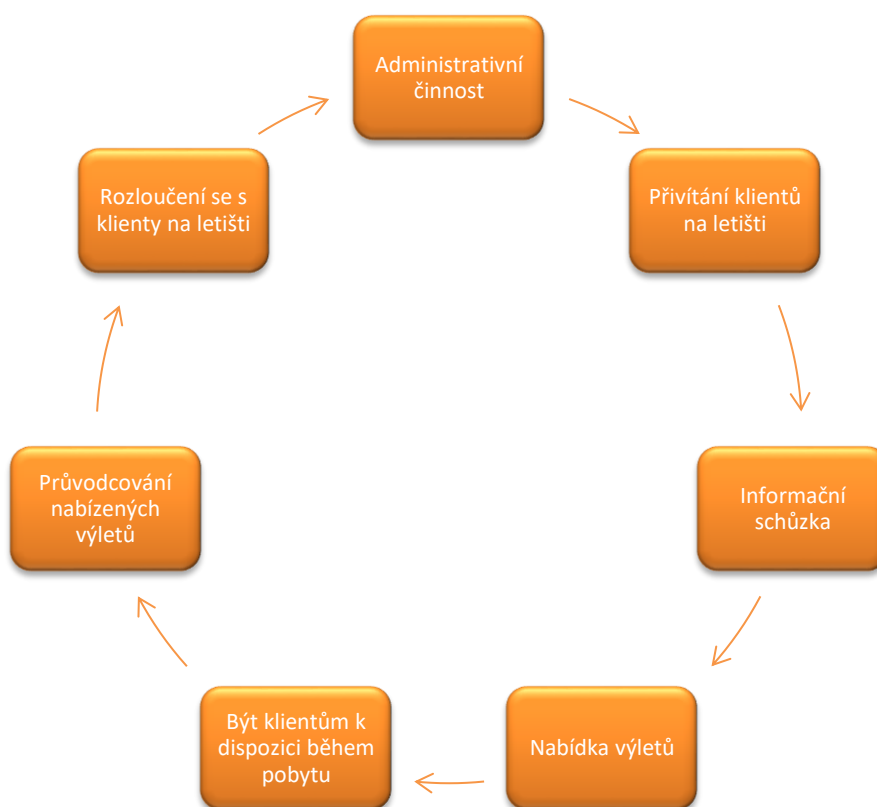 Administrativní
činnost
Přivítání klientů
na letišti
Informační
schůzka
Nabídka výletů
Být klientům k
dispozici během
pobytu
Průvodcování
nabízených
výletů
Rozloučení se s
klienty na letišti